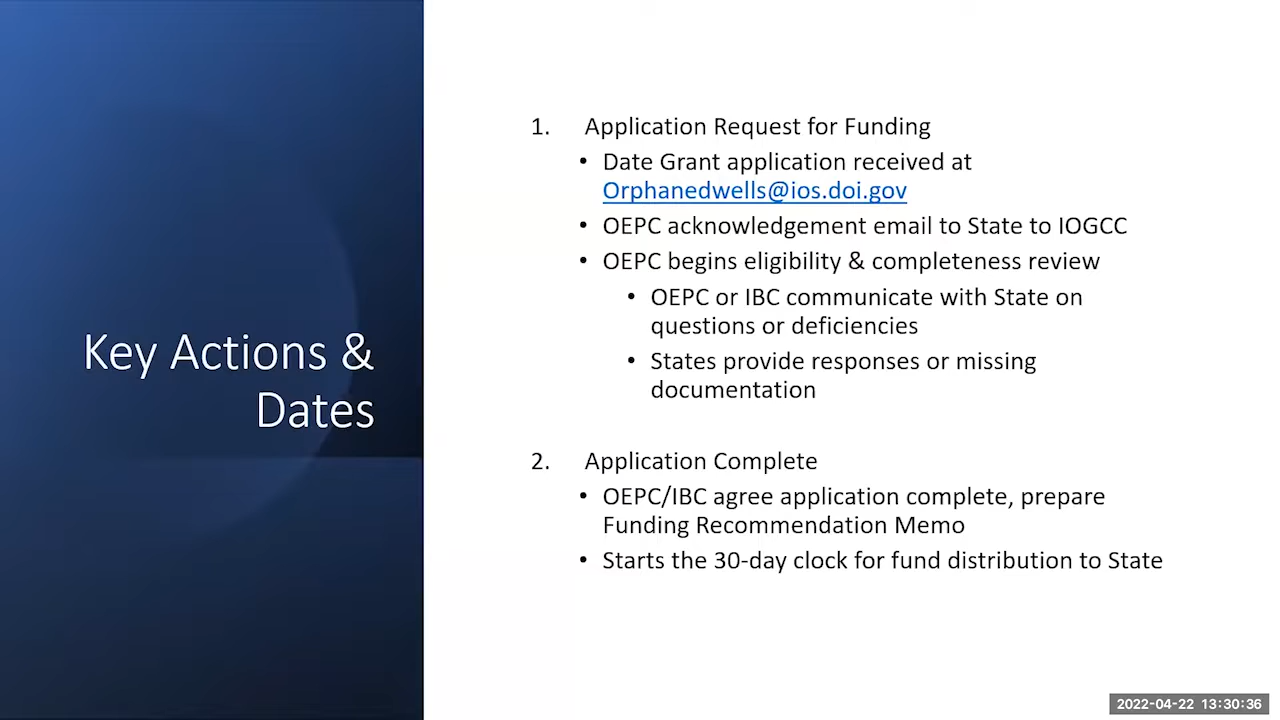 Key Actions &
Dates
1. Application Request for Funding
• Date Grant application received at
Orphanedwells@ios.doi.gov
• OEPC acknowledgement email to State to IOGCC
• OEPC begins eligibility & completeness review
• OEPC or IBC communicate with State on
questions or deficiencies
• States provide responses or missing
documentation
2. Application Complete
• OEPC/IBC agree application complete, prepare
Funding Recommendation Memo
• Starts the 30-day clock for fund distribution to State
2022-04-22 13:30:36